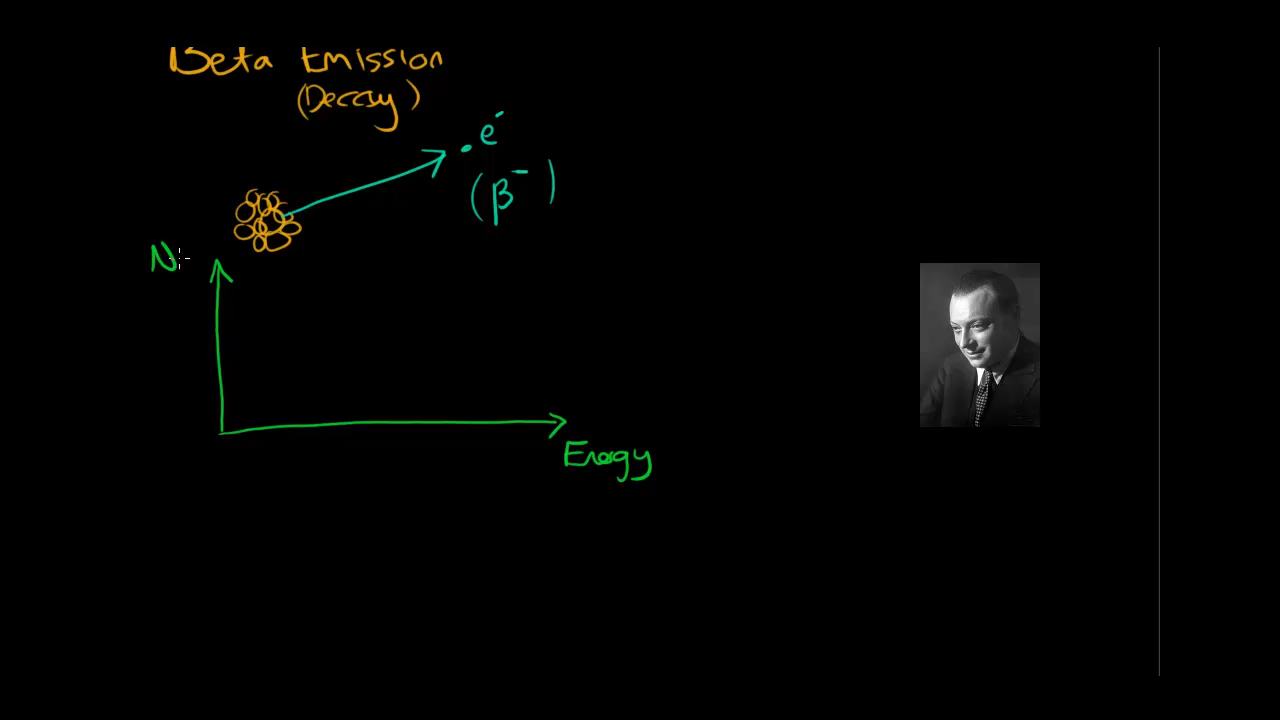 Beta Emission
(Decay)
e⁻
(β⁻)
N
Energy